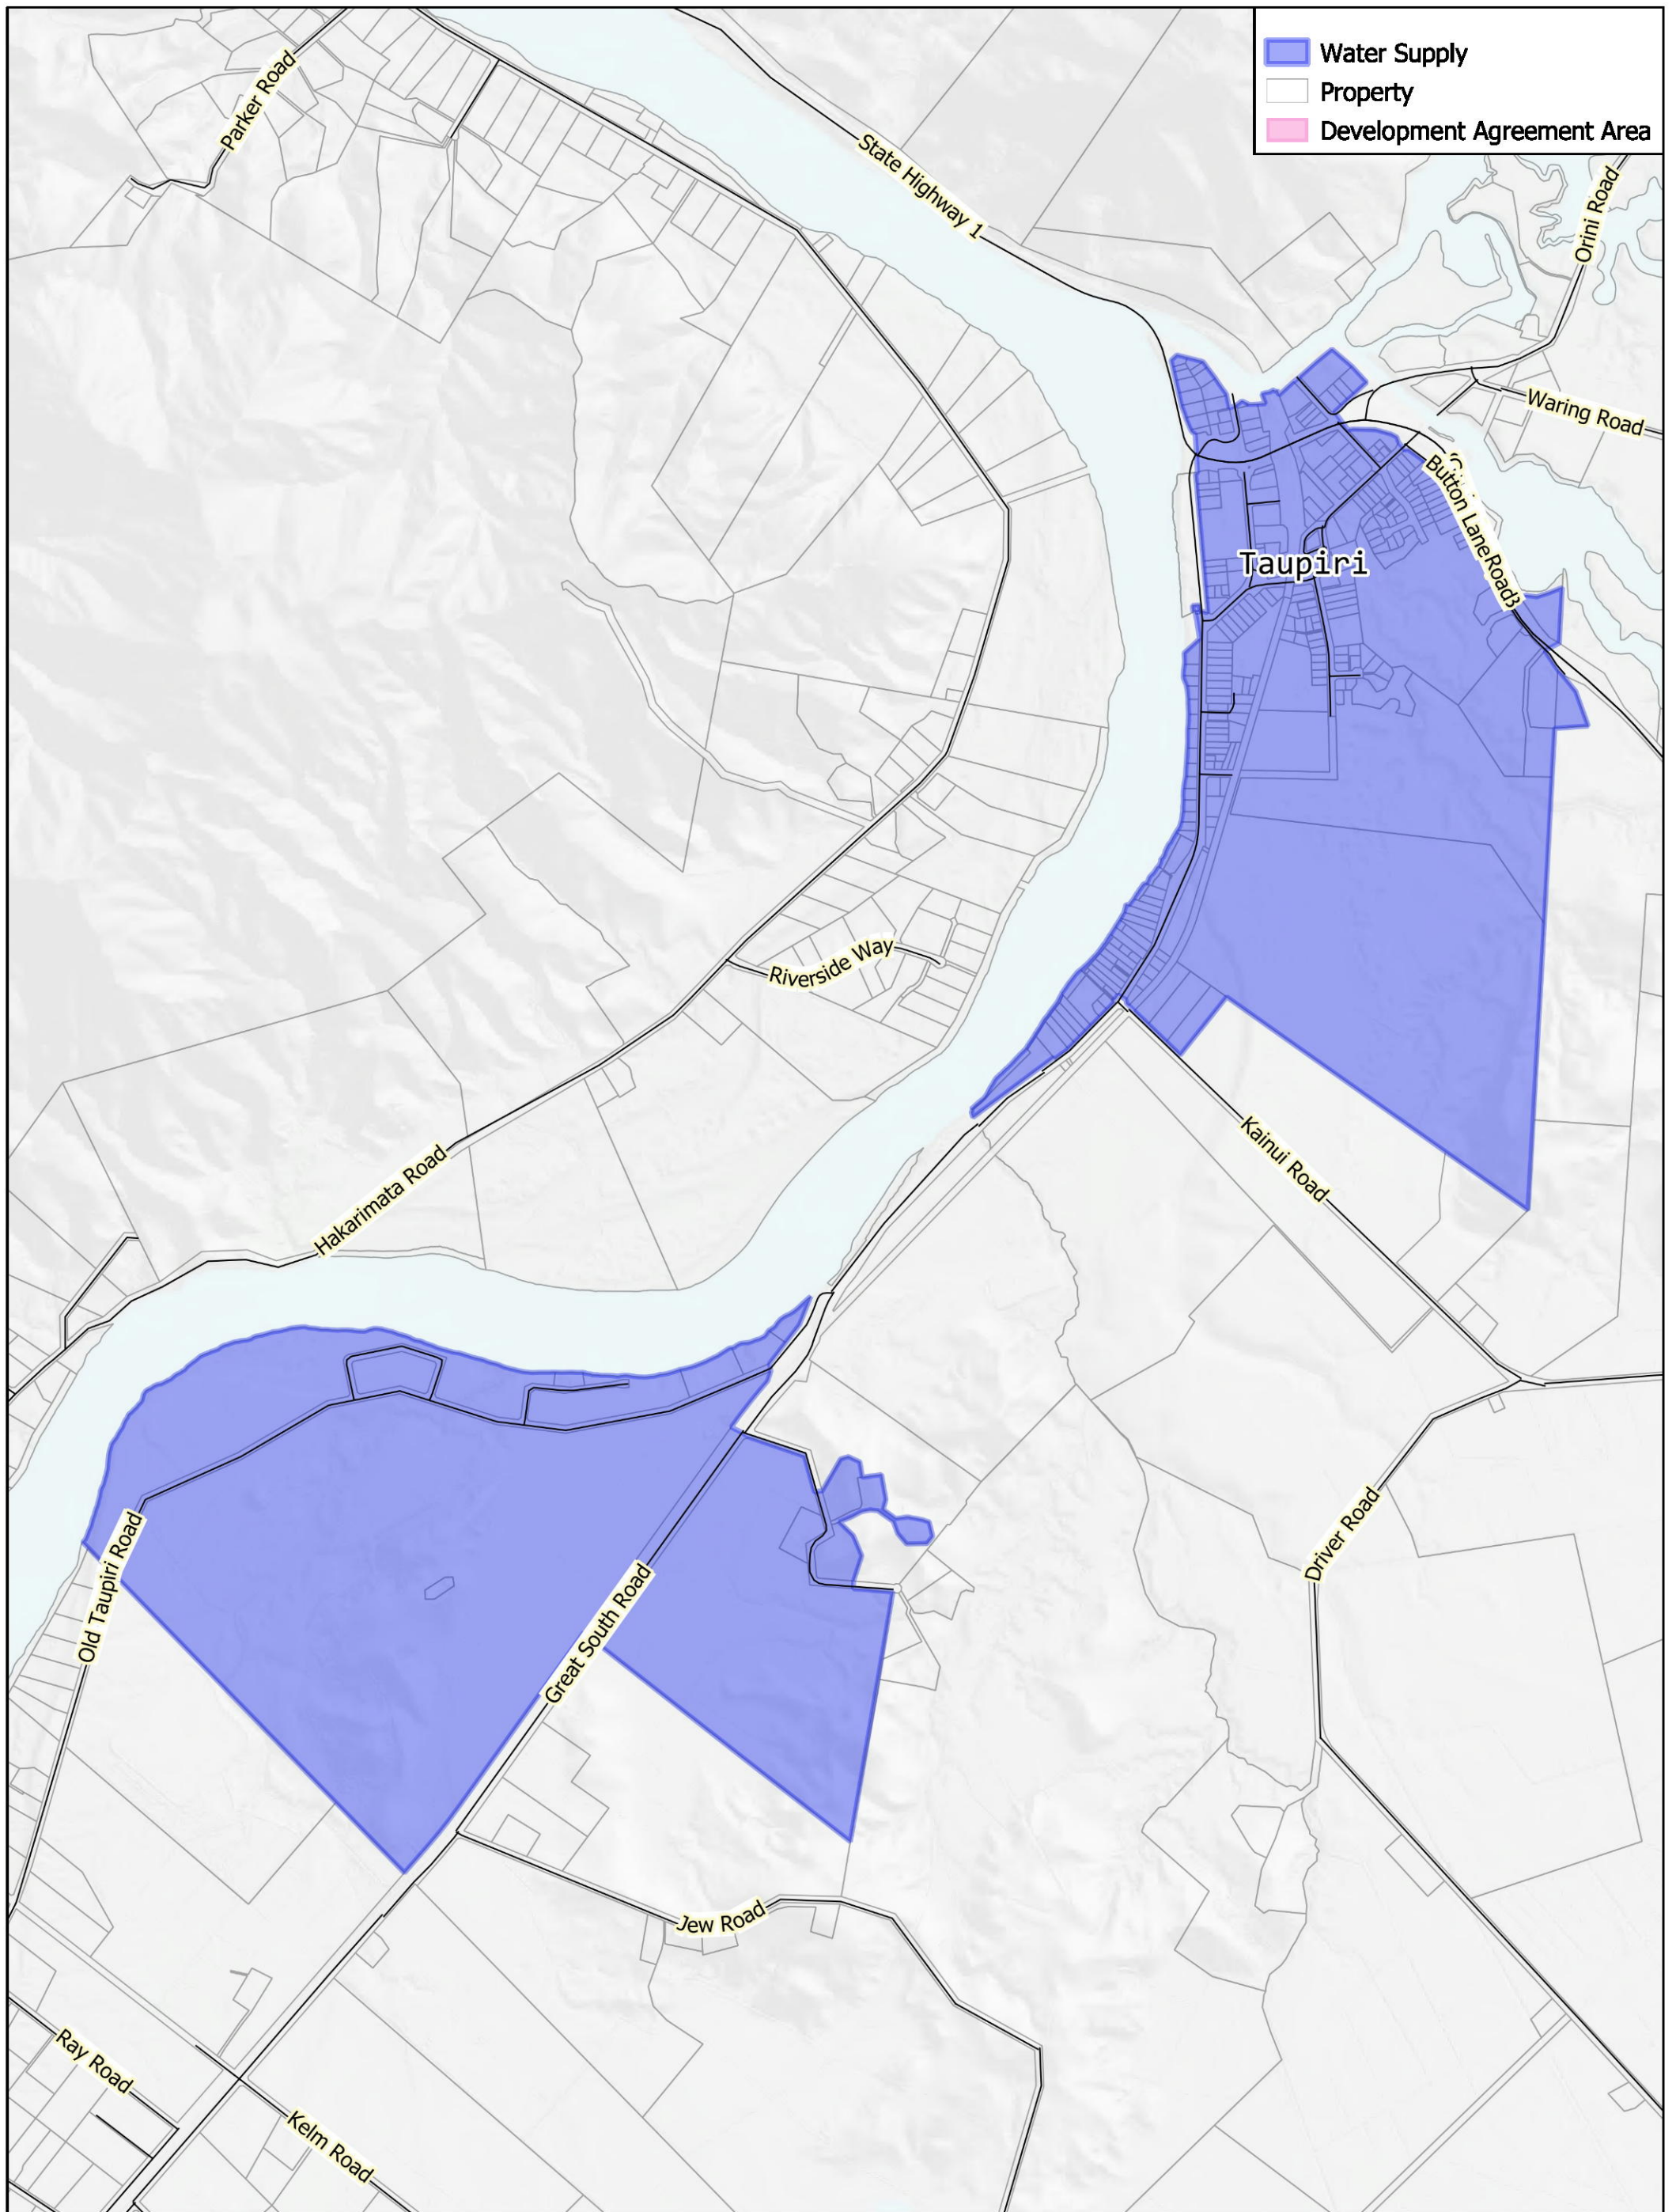 Water Supply
Property
Development Agreement Area
Parker Road
State Highway 1
Orini Road
Waring Road
Button Lane
Road
Taupiri
Riverside Way
Kainui Road
Hakarimata Road
Driver Road
Old Taupiri Road
Great South Road
Jew Road
Ray Road
Kelm Road